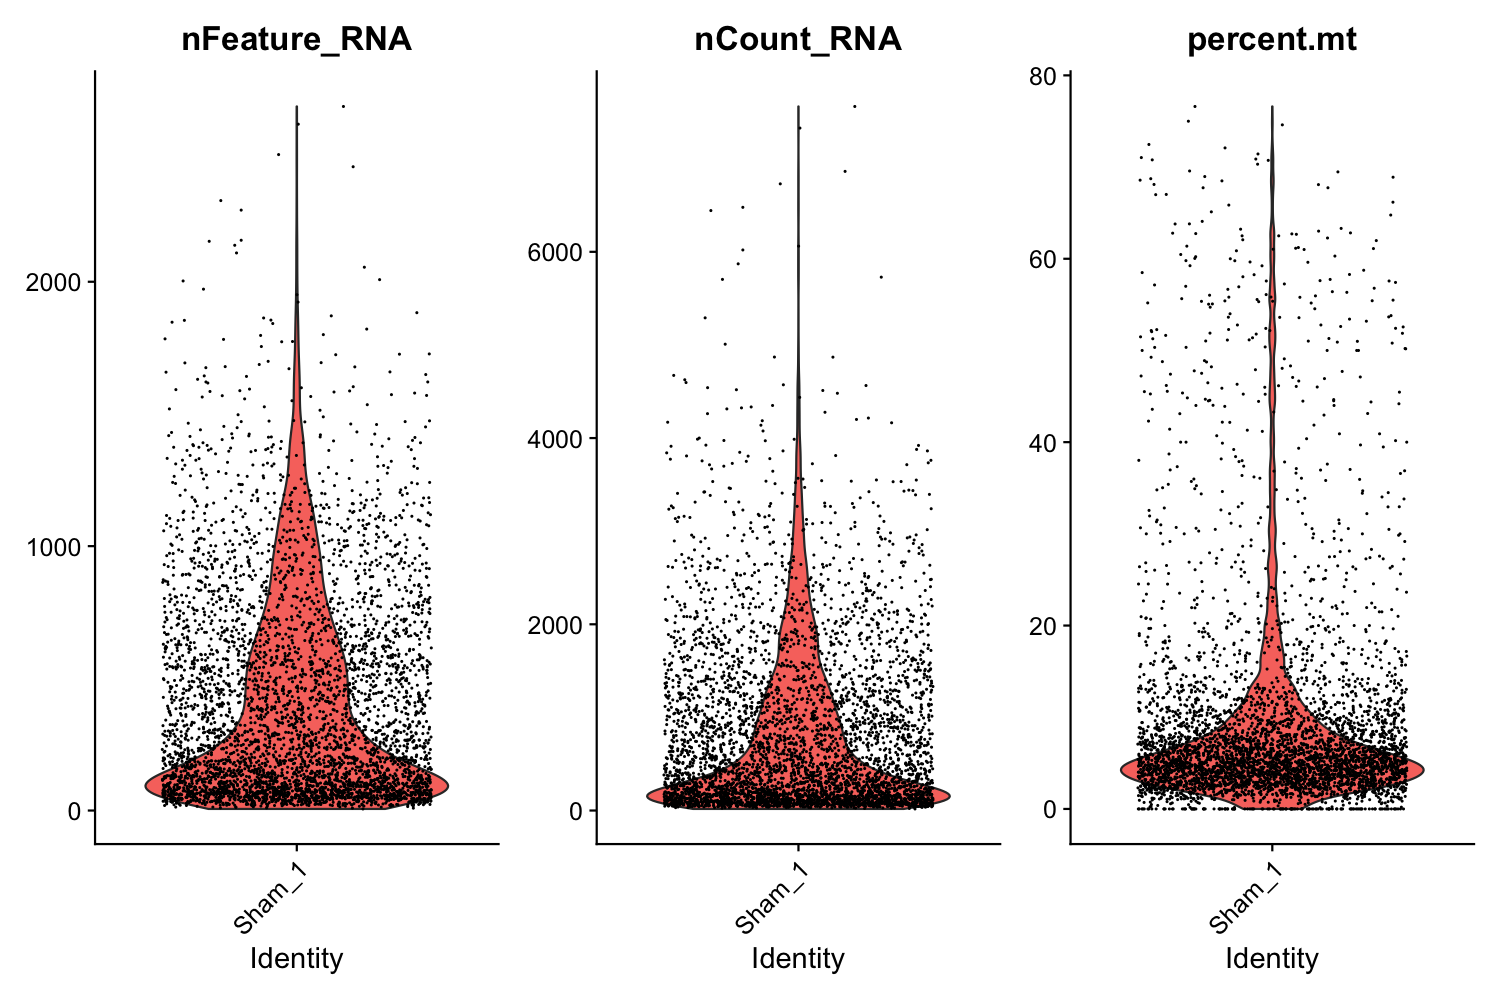 nFeature_RNA
2000
1000
0
Sham_1
Identity
nCount_RNA
6000
4000
2000
0
Sham_1
Identity
percent.mt
80
60
40
20
0
Sham_1
Identity